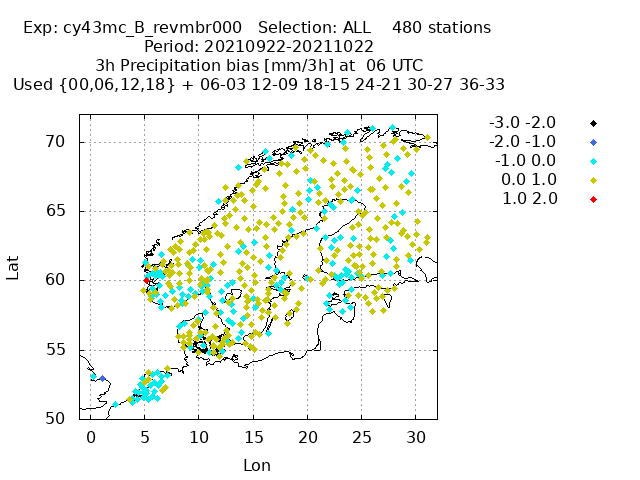 Exp: cy43mc_B_revmbr000 Selection: ALL 480 stations
Period: 20210922-20211022
3h Precipitation bias [mm/3h] at 06 UTC
Used {00,06,12,18} + 06-03 12-09 18-15 24-21 30-27 36-33
-3.0 -2.0
-2.0 -1.0
-1.0 0.0
0.0 1.0
1.0 2.0
70
65
60
55
50
Lat
0 5 10 15 20 25 30
Lon